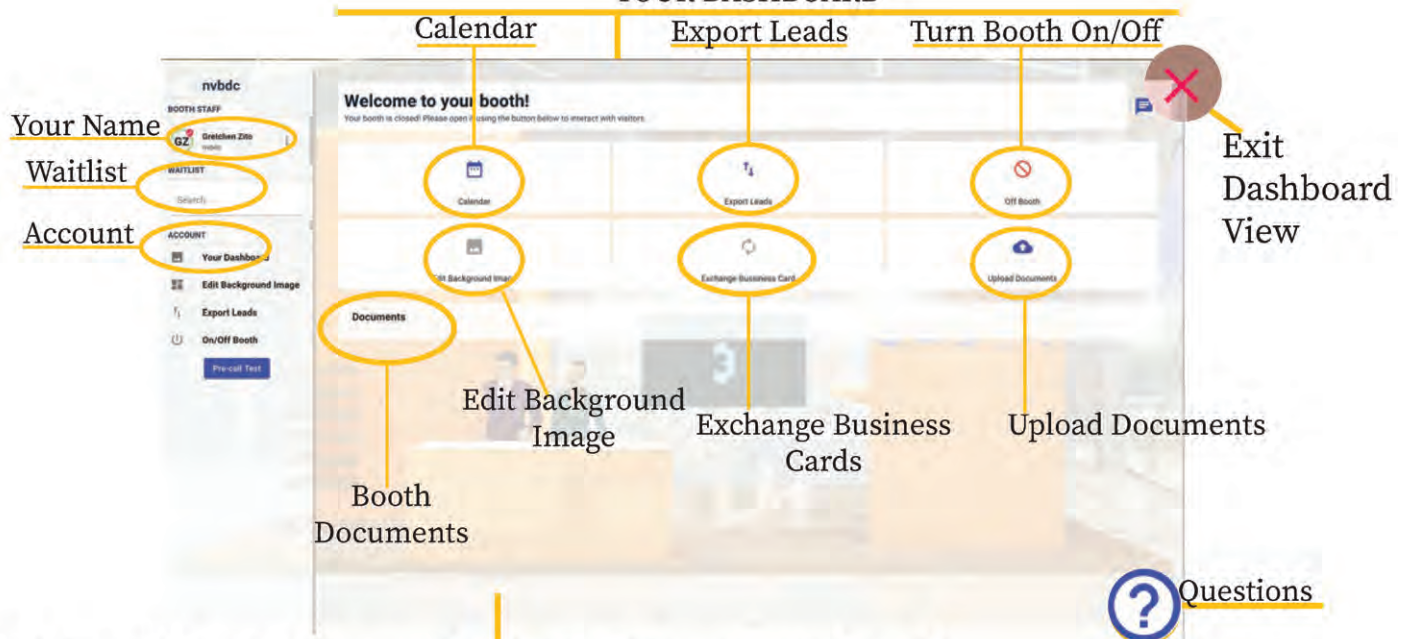 YOUR DASHBOARD
Calendar
Export Leads
Turn Booth On/Off
nvbdc
BOOTH STAFF
Your Name
GZ
Gretchen Zito
nvbdc
Waitlist
WAITLIST
Search
Account
ACCOUNT
Your Dashboard
Edit Background Image
Export Leads
On/Off Booth
Pre-call Test
Welcome to your booth!
Your booth is closed! Please open it using the button below to interact with visitors.
Calendar
Export Leads
Off Booth
Exit
Dashboard
View
Edit Background Image
Exchange Bussiness Card
Upload Documents
Documents
Edit Background
Image
Exchange Business
Cards
Upload Documents
Booth
Documents
?
Questions